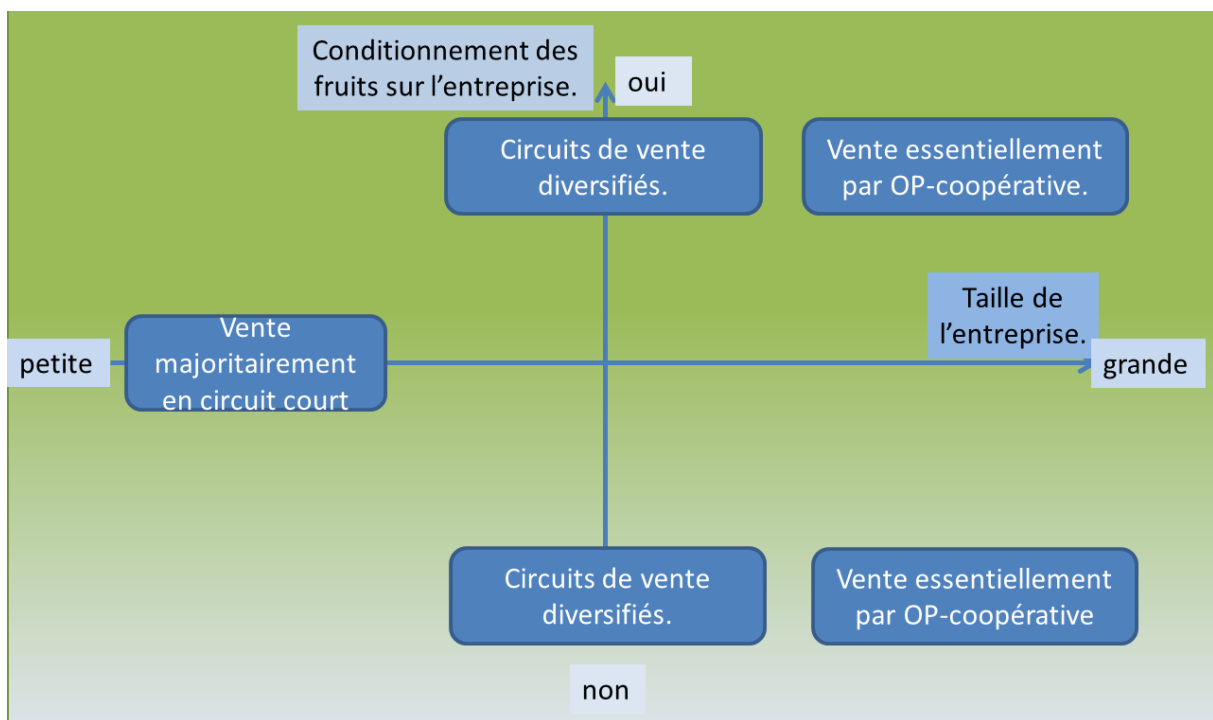 Conditionnement des
fruits sur l’entreprise.
oui
Circuits de vente
diversifiés.
Vente essentiellement
par OP-coopérative.
Taille de
l’entreprise.
petite
Vente
majoritairement
en circuit court
grande
Circuits de vente
diversifiés.
Vente essentiellement
par OP-coopérative
non